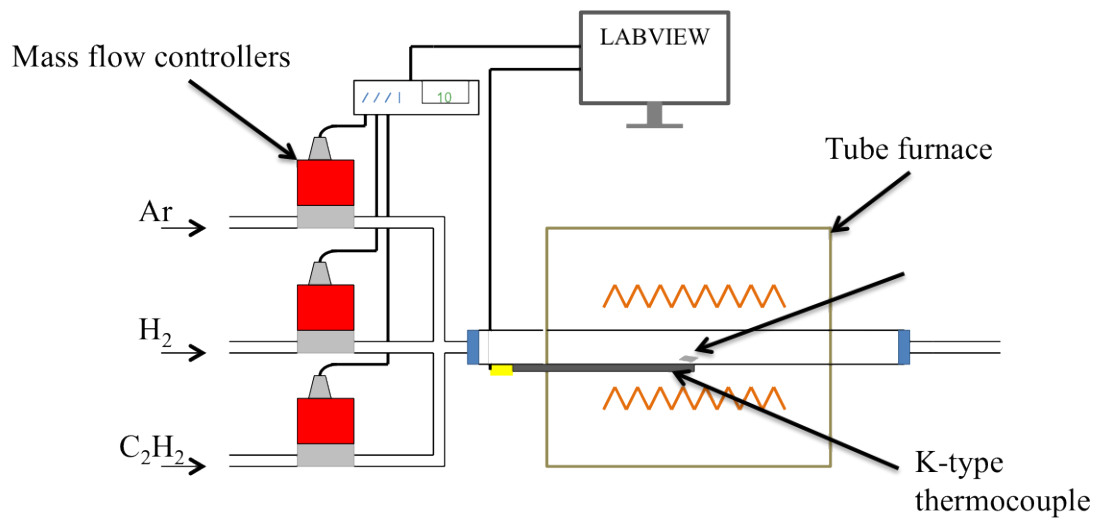 LABVIEW
Mass flow controllers
10
Tube furnace
Ar
H₂
C₂H₂
K-type
thermocouple